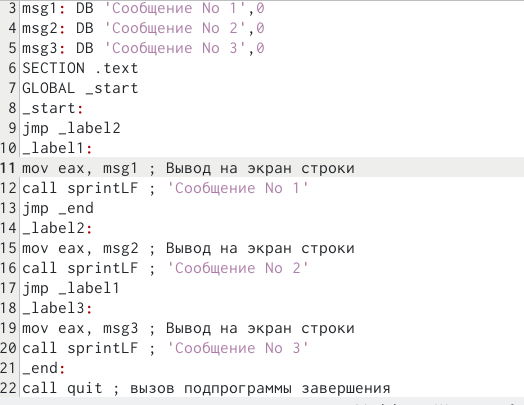 3 msg1: DB 'Сообщение No 1',0
4 msg2: DB 'Сообщение No 2',0
5 msg3: DB 'Сообщение No 3',0
6 SECTION .text
7 GLOBAL _start
8 _start:
9 jmp _label2
10 _label1:
11 mov eax, msg1 ; Вывод на экран строки
12 call sprintLF ; 'Сообщение No 1'
13 jmp _end
14 _label2:
15 mov eax, msg2 ; Вывод на экран строки
16 call sprintLF ; 'Сообщение No 2'
17 jmp _label1
18 _label3:
19 mov eax, msg3 ; Вывод на экран строки
20 call sprintLF ; 'Сообщение No 3'
21 _end:
22 call quit ; вызов подпрограммы завершения